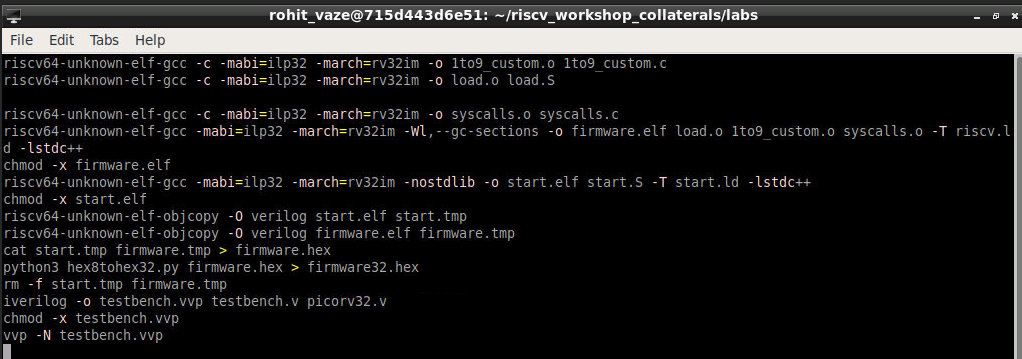 rohit_vaze@715d443d6e51: ~/riscv_workshop_collaterals/labs
File Edit Tabs Help
riscv64-unknown-elf-gcc -c -mabi=ilp32 -march=rv32im -o 1to9_custom.o 1to9_custom.c
riscv64-unknown-elf-gcc -c -mabi=ilp32 -march=rv32im -o load.o load.S
riscv64-unknown-elf-gcc -c -mabi=ilp32 -march=rv32im -o syscalls.o syscalls.c
riscv64-unknown-elf-gcc -mabi=ilp32 -march=rv32im -Wl,--gc-sections -o firmware.elf load.o 1to9_custom.o syscalls.o -T riscv.l
d -lstdc++
chmod -x firmware.elf
riscv64-unknown-elf-gcc -mabi=ilp32 -march=rv32im -nostdlib -o start.elf start.S -T start.ld -lstdc++
chmod -x start.elf
riscv64-unknown-elf-objcopy -O verilog start.elf start.tmp
riscv64-unknown-elf-objcopy -O verilog firmware.elf firmware.tmp
cat start.tmp firmware.tmp > firmware.hex
python3 hex8tohex32.py firmware.hex > firmware32.hex
rm -f start.tmp firmware.tmp
iverilog -o testbench.vvp testbench.v picorv32.v
chmod -x testbench.vvp
vvp -N testbench.vvp